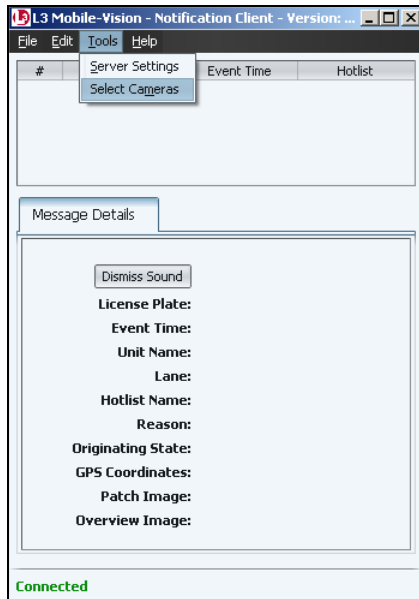 L3 Mobile-Vision - Notification Client - Version: ...
File Edit Tools Help
# Event Time Hotlist
Server Settings
Select Cameras
Message Details
Dismiss Sound
License Plate:
Event Time:
Unit Name:
Lane:
Hotlist Name:
Reason:
Originating State:
GPS Coordinates:
Patch Image:
Overview Image:
Connected